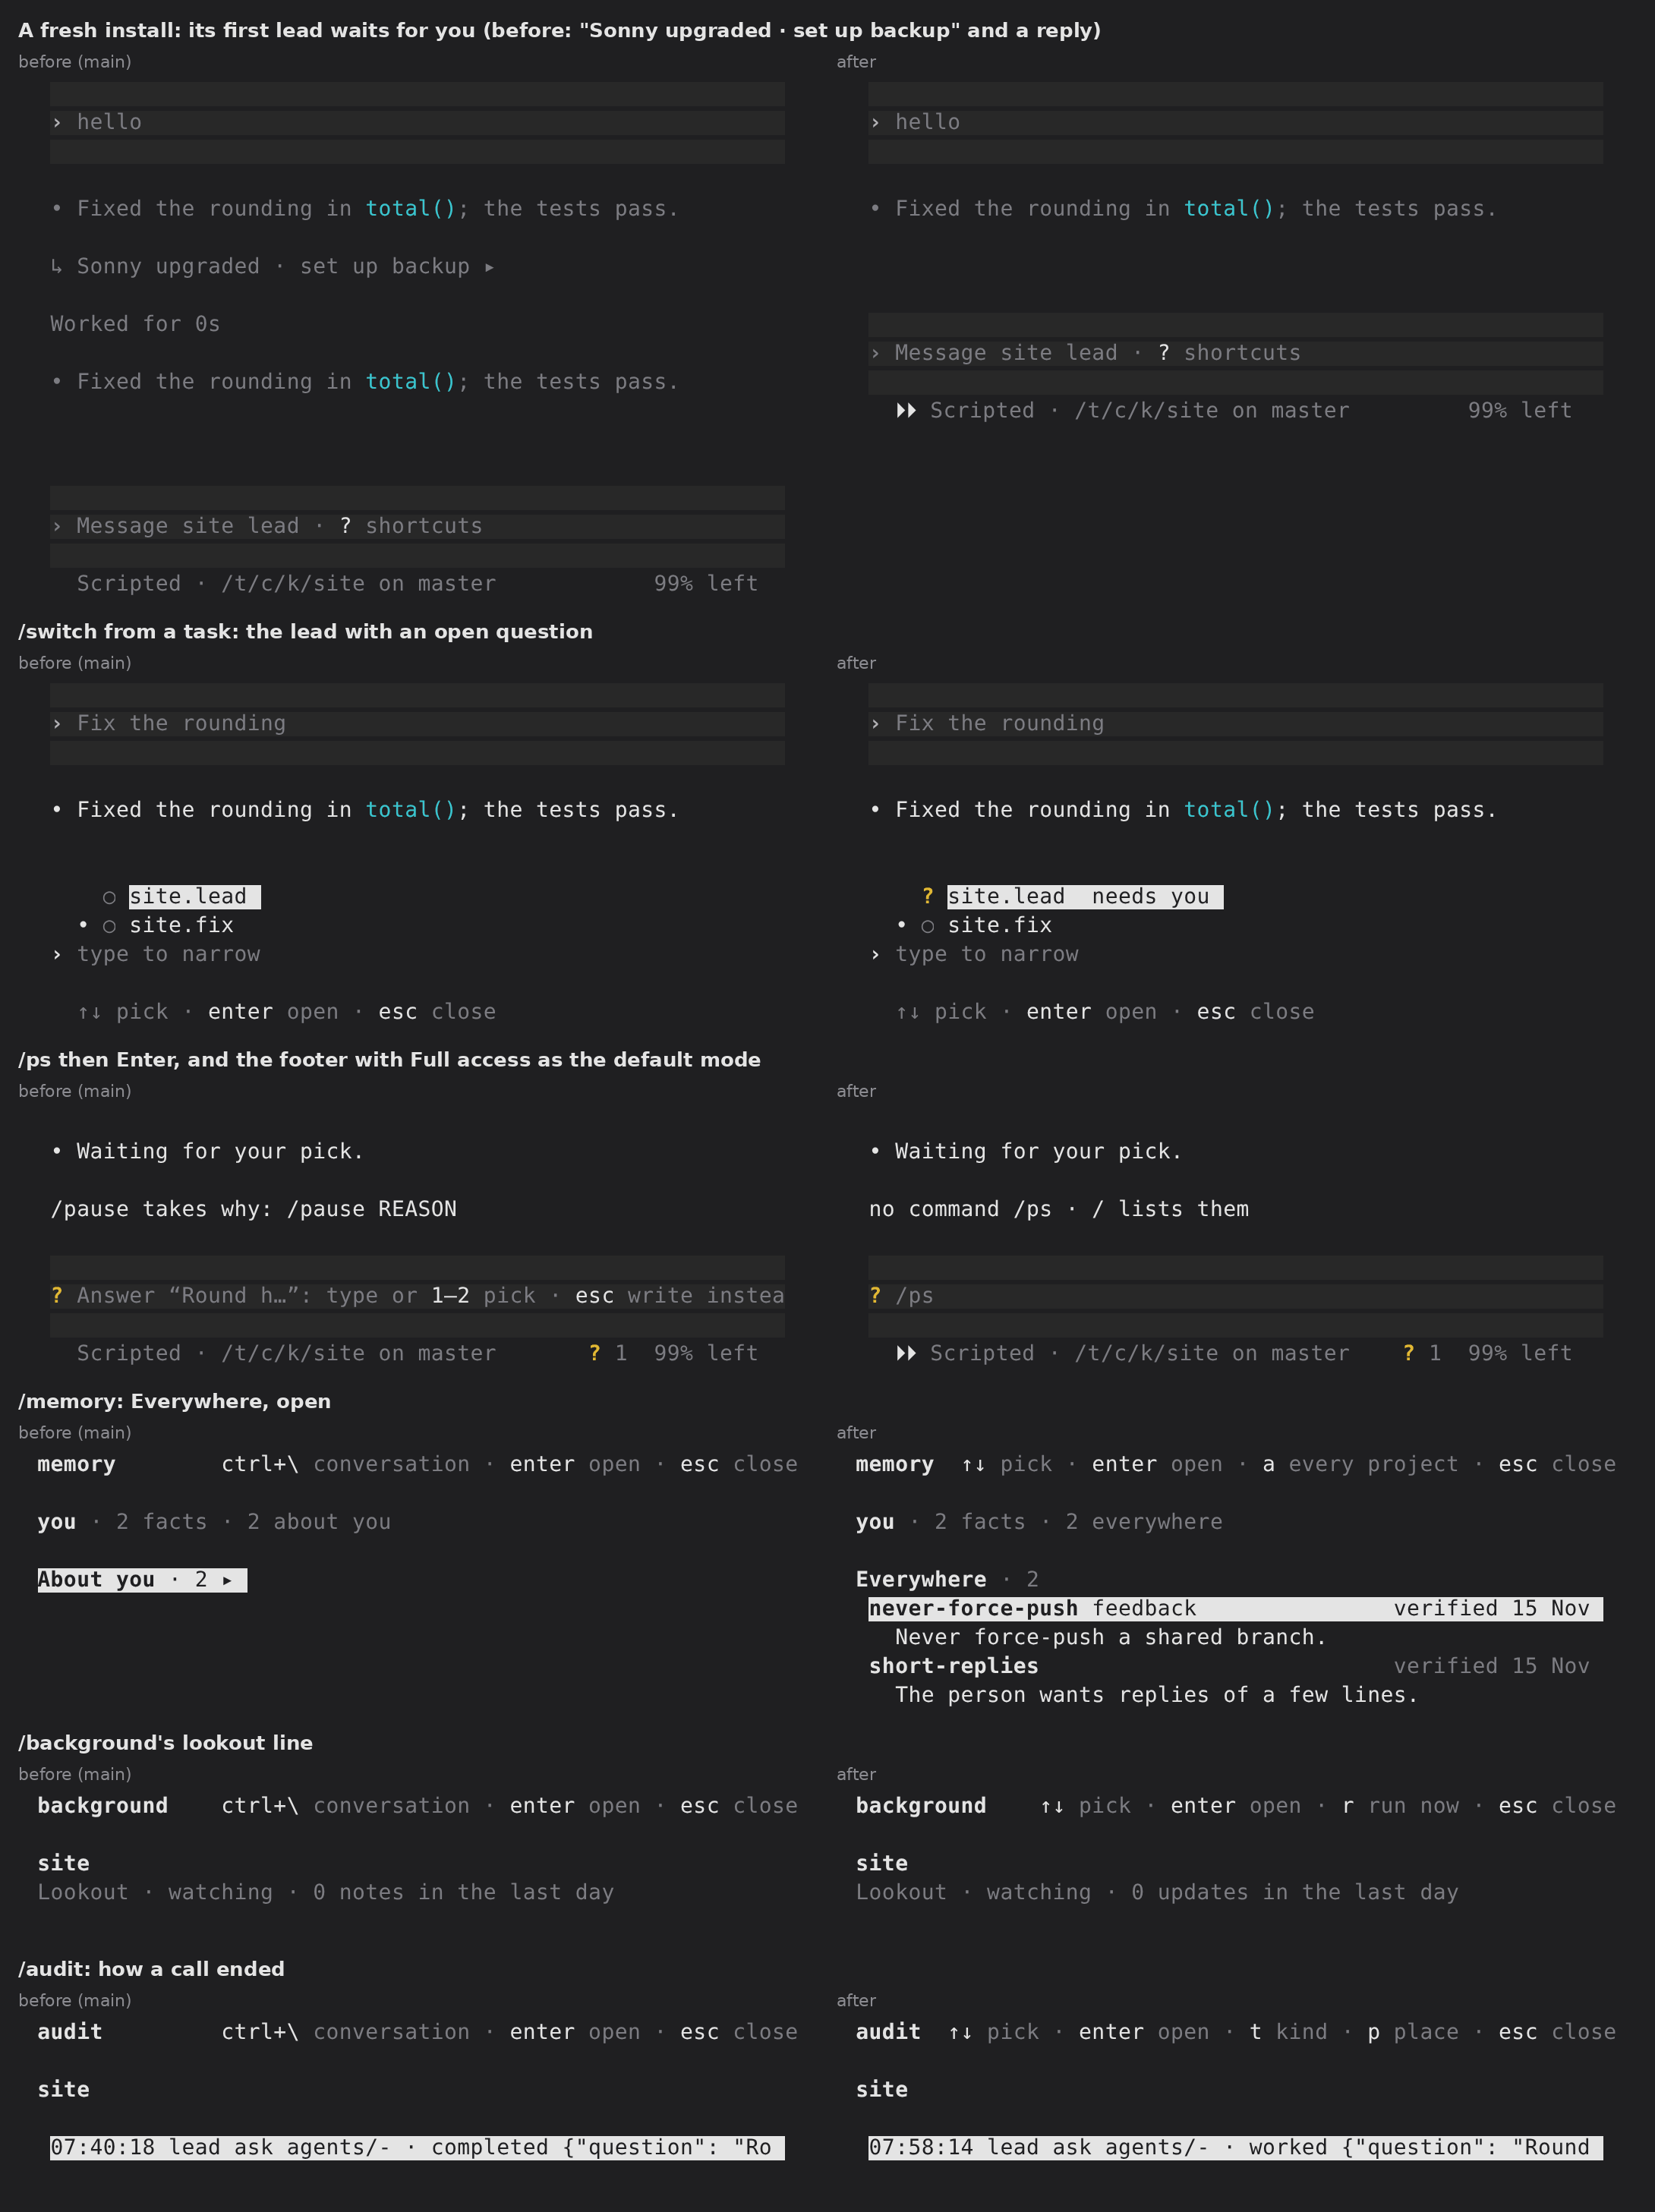 A fresh install: its first lead waits for you (before: "Sonny upgraded · set up backup" and a reply)
before (main)
› hello
• Fixed the rounding in total(); the tests pass.
↳ Sonny upgraded · set up backup ▸
Worked for 0s
• Fixed the rounding in total(); the tests pass.
› Message site lead · ? shortcuts
Scripted · /t/c/k/site on master 99% left
after
› hello
• Fixed the rounding in total(); the tests pass.
› Message site lead · ? shortcuts
⏵⏵ Scripted · /t/c/k/site on master 99% left
/switch from a task: the lead with an open question
before (main)
› Fix the rounding
• Fixed the rounding in total(); the tests pass.
○ site.lead
• ○ site.fix
› type to narrow
↑↓ pick · enter open · esc close
after
› Fix the rounding
• Fixed the rounding in total(); the tests pass.
? site.lead needs you
• ○ site.fix
› type to narrow
↑↓ pick · enter open · esc close
/ps then Enter, and the footer with Full access as the default mode
before (main)
• Waiting for your pick.
/pause takes why: /pause REASON
? Answer “Round h…”: type or 1–2 pick · esc write instea
Scripted · /t/c/k/site on master ? 1 99% left
after
• Waiting for your pick.
no command /ps · / lists them
? /ps
⏵⏵ Scripted · /t/c/k/site on master ? 1 99% left
/memory: Everywhere, open
before (main)
memory ctrl+\ conversation · enter open · esc close
you · 2 facts · 2 about you
About you · 2 ▸
after
memory ↑↓ pick · enter open · a every project · esc close
you · 2 facts · 2 everywhere
Everywhere · 2
never-force-push feedback verified 15 Nov
Never force-push a shared branch.
short-replies verified 15 Nov
The person wants replies of a few lines.
/background's lookout line
before (main)
background ctrl+\ conversation · enter open · esc close
site
Lookout · watching · 0 notes in the last day
after
background ↑↓ pick · enter open · r run now · esc close
site
Lookout · watching · 0 updates in the last day
/audit: how a call ended
before (main)
audit ctrl+\ conversation · enter open · esc close
site
07:40:18 lead ask agents/- · completed {"question": "Ro
after
audit ↑↓ pick · enter open · t kind · p place · esc close
site
07:58:14 lead ask agents/- · worked {"question": "Round